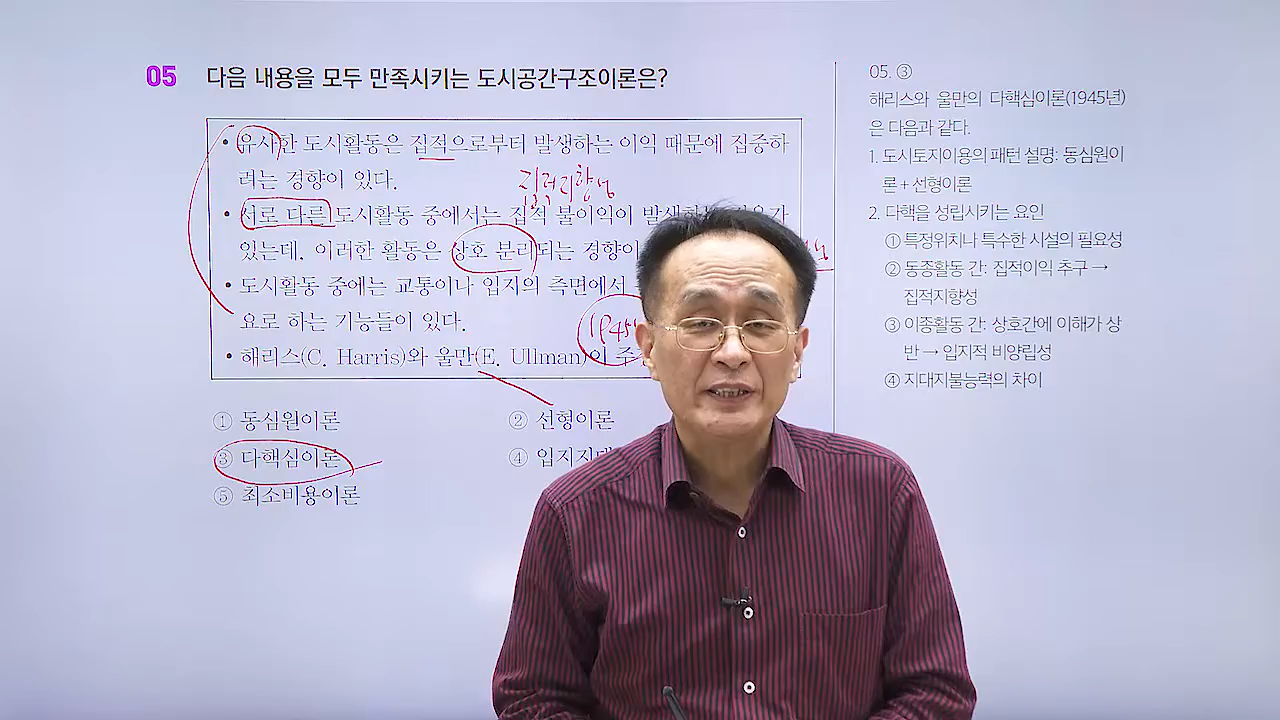 05 다음 내용을 모두 만족시키는 도시공간구조이론은?
• 유사한 도시활동은 집적으로부터 발생하는 이익 때문에 집중하
려는 경향이 있다.
집적지향성
• 서로 다른 도시활동 중에서는 집적 불이익이 발생하는
있는데, 이러한 활동은 상호 분리되는 경향이
• 도시활동 중에는 교통이나 입지의 측면에서
요로 하는 기능들이 있다.
• 해리스(C. Harris)와 울만(E. Ullman)이
① 동심원이론
② 선형이론
③ 다핵심이론
④ 입지지대
⑤ 최소비용이론
05. ③
해리스와 울만의 다핵심이론(1945년)
은 다음과 같다.
1. 도시토지이용의 패턴 설명: 동심원이
론 + 선형이론
2. 다핵을 성립시키는 요인
① 특정위치나 특수한 시설의 필요성
② 동종활동 간: 집적이익 추구 →
집적지향성
③ 이종활동 간: 상호간에 이해가 상
반 → 입지적 비양립성
④ 지대지불능력의 차이